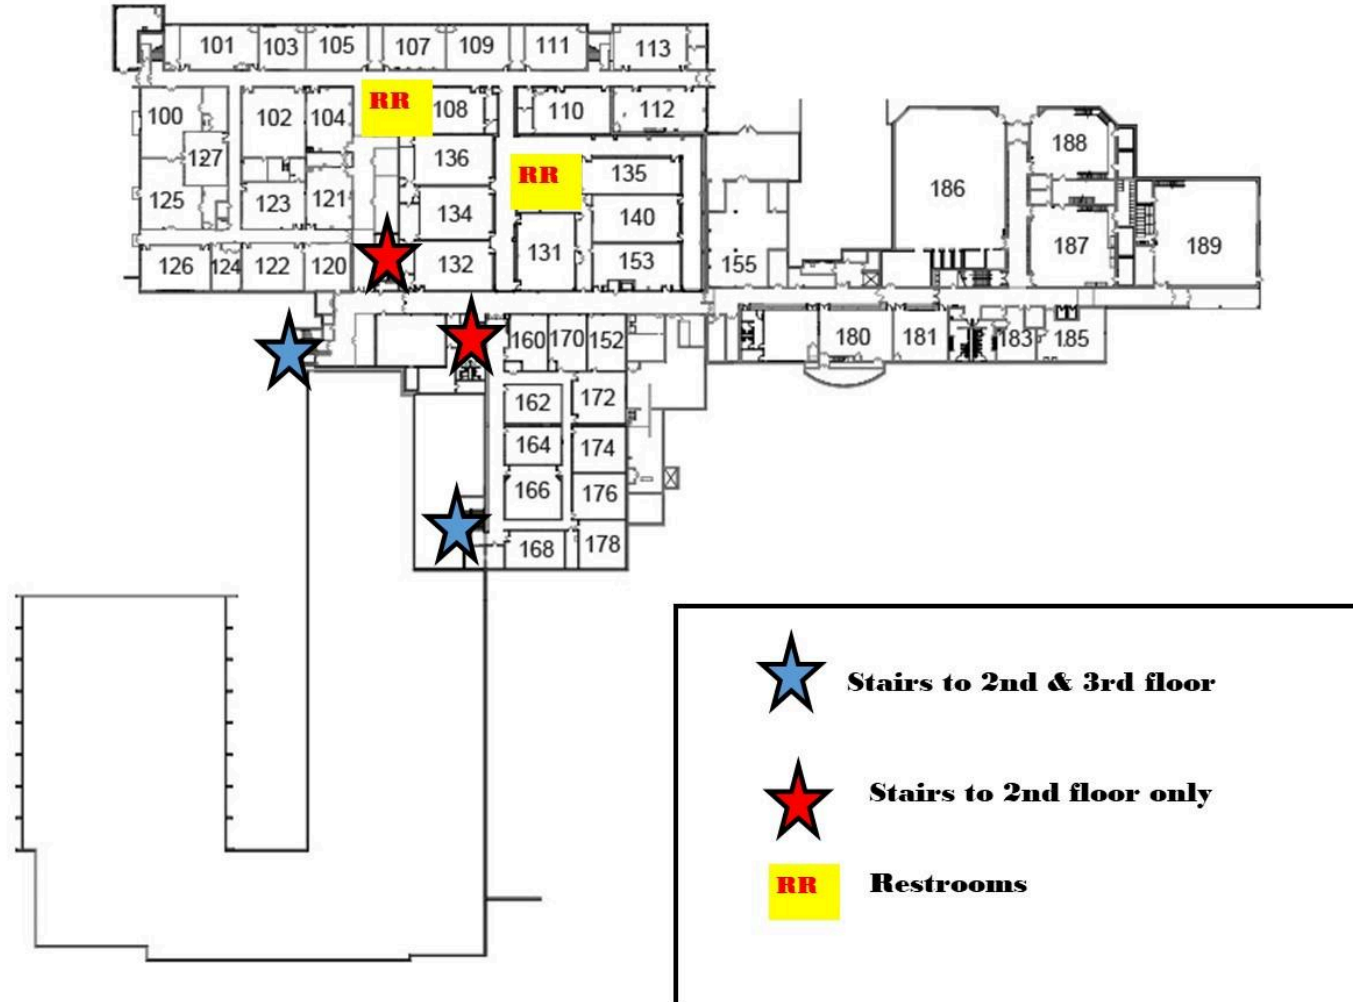 101 103 105 107 109 111 113
100 102 104 RR 108 110 112
127 136 RR 135 188
125 123 121 134 140 186
126 124 122 120 132 131 153 155 187 189
160 170 152 180 181 183 185
162 172
164 174
166 176
168 178
Stairs to 2nd & 3rd floor
Stairs to 2nd floor only
RR Restrooms